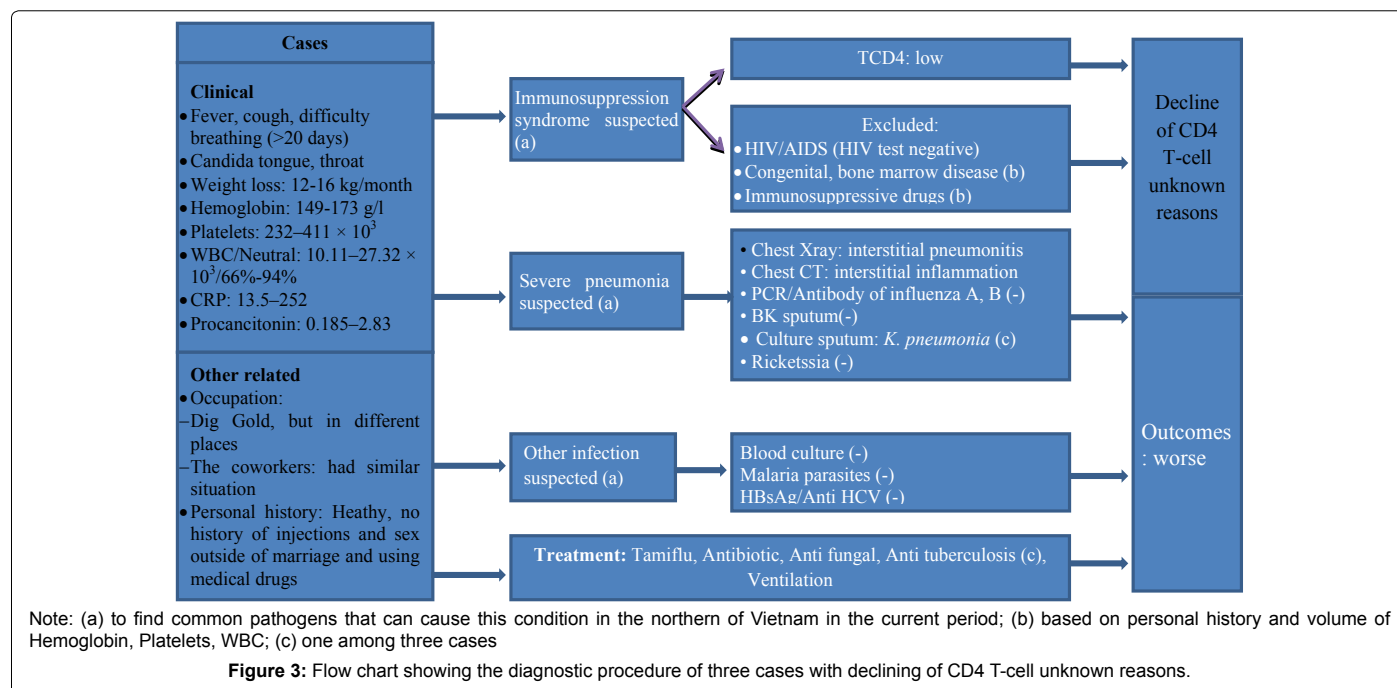 Cases
Clinical
•Fever, cough, difficulty
breathing (>20 days)
•Candida tongue, throat
•Weight loss: 12-16 kg/month
•Hemoglobin: 149-173 g/l
•Platelets: 232–411 × 10³
•WBC/Neutral: 10.11–27.32 ×
10³/66%-94%
•CRP: 13.5–252
•Procancitonin: 0.185–2.83
Other related
•Occupation:
–Dig Gold, but in different
places
–The coworkers: had similar
situation
•Personal history: Heathy, no
history of injections and sex
outside of marriage and using
medical drugs
Immunosuppression
syndrome suspected
(a)
TCD4: low
Excluded:
•HIV/AIDS (HIV test negative)
•Congenital, bone marrow disease (b)
•Immunosuppressive drugs (b)
Severe pneumonia
suspected (a)
• Chest Xray: interstitial pneumonitis
• Chest CT: interstitial inflammation
• PCR/Antibody of influenza A, B (-)
• BK sputum(-)
• Culture sputum: K. pneumonia (c)
• Ricketssia (-)
Other infection
suspected (a)
Blood culture (-)
Malaria parasites (-)
HBsAg/Anti HCV (-)
Treatment: Tamiflu, Antibiotic, Anti fungal, Anti tuberculosis (c),
Ventilation
Decline
of CD4
T-cell
unknown
reasons
Outcomes
: worse
Note: (a) to find common pathogens that can cause this condition in the northern of Vietnam in the current period; (b) based on personal history and volume of
Hemoglobin, Platelets, WBC; (c) one among three cases
Figure 3: Flow chart showing the diagnostic procedure of three cases with declining of CD4 T-cell unknown reasons.